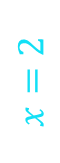 x = 2